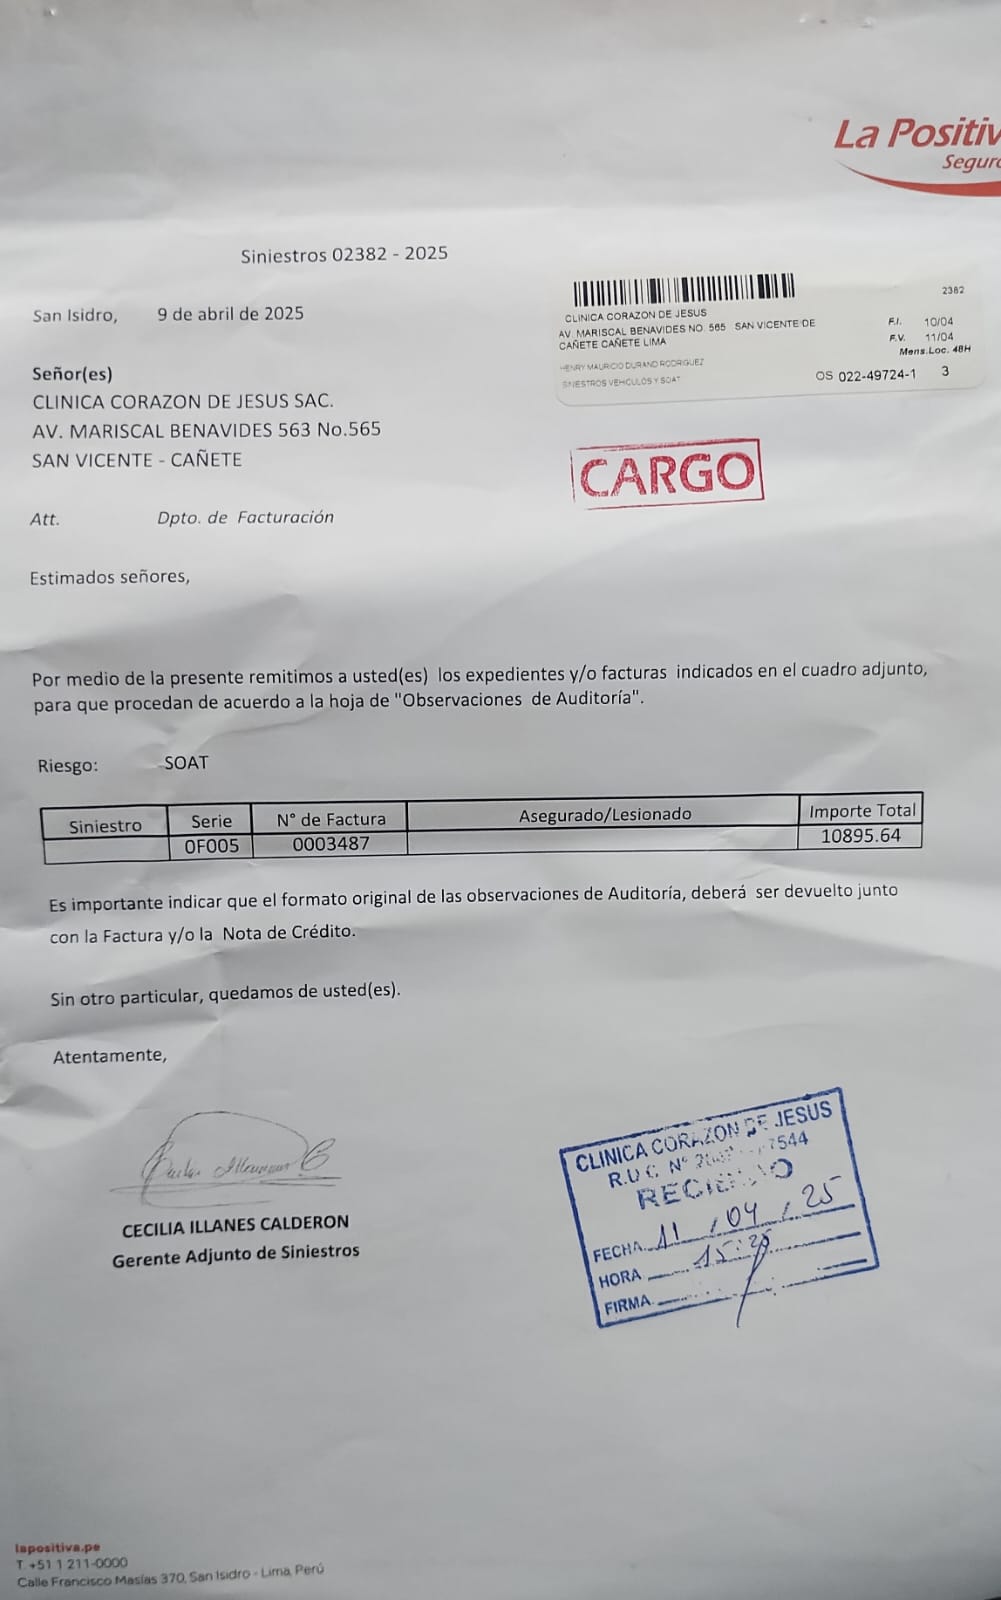 La Positiv
Seguro
Siniestros 02382 - 2025
San Isidro, 9 de abril de 2025
2382
CLINICA CORAZON DE JESUS
AV. MARISCAL BENAVIDES NO. 565 SAN VICENTE DE
CAÑETE CAÑETE LIMA
F.I. 10/04
F.V. 11/04
Mens.Loc. 48H
HENRY MAURICIO DURAND RODRIGUEZ
SINIESTROS VEHICULOS Y SOAT
OS 022-49724-1 3
Señor(es)
CLINICA CORAZON DE JESUS SAC.
AV. MARISCAL BENAVIDES 563 No.565
SAN VICENTE - CAÑETE
CARGO
Att. Dpto. de Facturación
Estimados señores,
Por medio de la presente remitimos a usted(es) los expedientes y/o facturas indicados en el cuadro adjunto,
para que procedan de acuerdo a la hoja de "Observaciones de Auditoría".
Riesgo: SOAT
Siniestro Serie N° de Factura Asegurado/Lesionado Importe Total
0F005 0003487 10895.64
Es importante indicar que el formato original de las observaciones de Auditoría, deberá ser devuelto junto
con la Factura y/o la Nota de Crédito.
Sin otro particular, quedamos de usted(es).
Atentamente,
CECILIA ILLANES CALDERON
Gerente Adjunto de Siniestros
CLINICA CORAZON DE JESUS
R.U.C. N° 7544
RECIBIDO
FECHA 11 / 04 / 25
HORA 15:25
FIRMA
lapositiva.pe
T +51 1 211-0000
Calle Francisco Masías 370, San Isidro - Lima, Perú